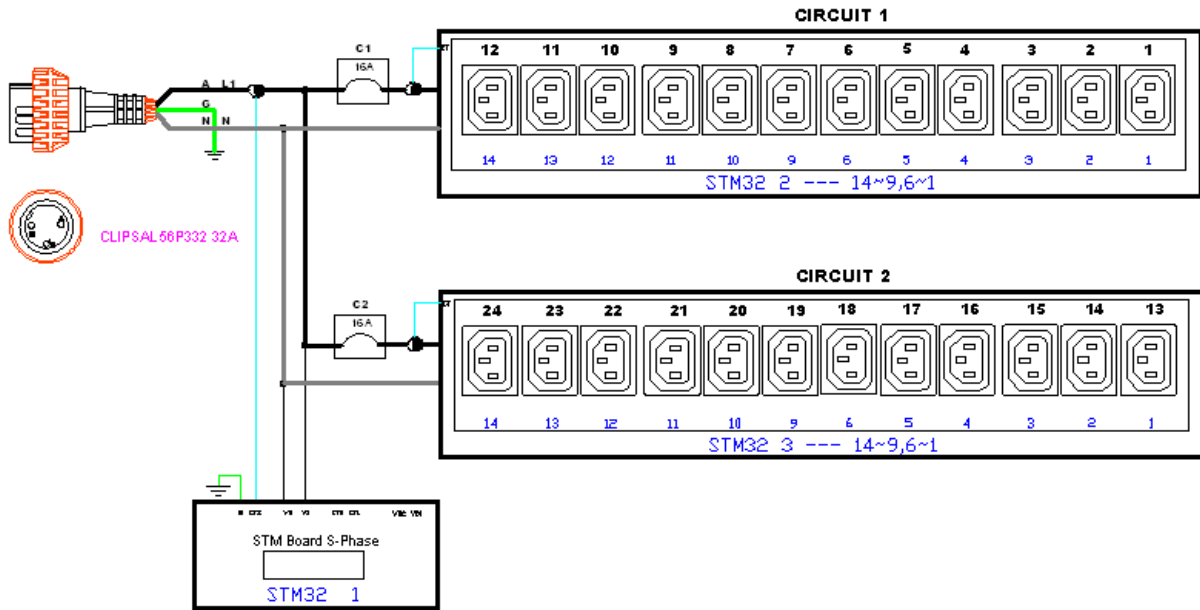 CIRCUIT 1
C1
16A
12 11 10 9 8 7 6 5 4 3 2 1
14 13 12 11 10 9 6 5 4 3 2 1
STM32 2 --- 14~9,6~1
A L1
G
N N
CLIPSAL 56P332 32A
CIRCUIT 2
C2
16A
24 23 22 21 20 19 18 17 16 15 14 13
14 13 12 11 10 9 6 5 4 3 2 1
STM32 3 --- 14~9,6~1
STM Board S-Phase
STM32 1